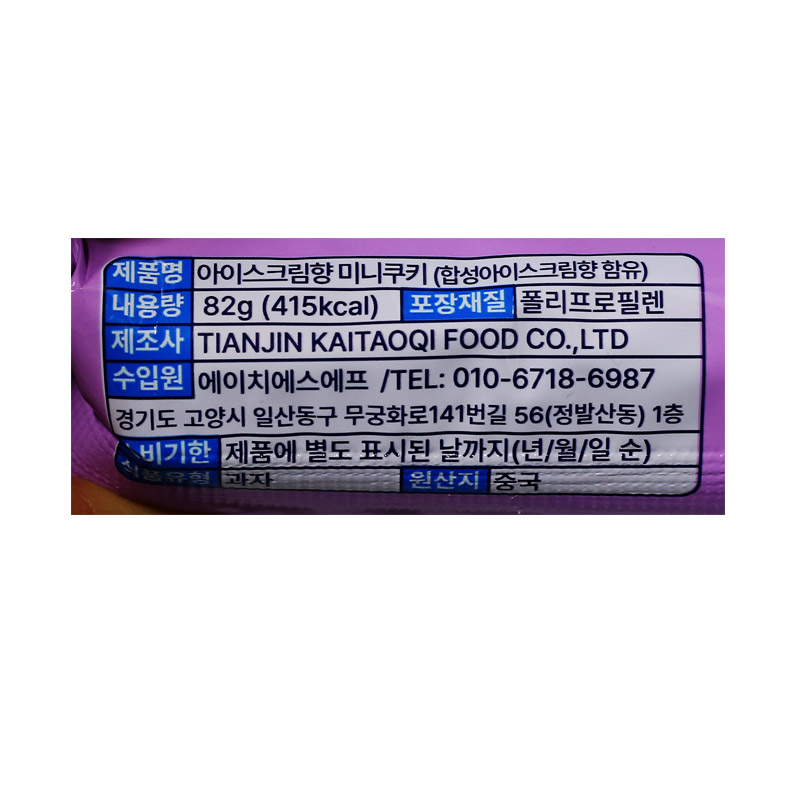 제품명 아이스크림향 미니쿠키 (합성아이스크림향 함유)
내용량 82g (415kcal) 포장재질 폴리프로필렌
제조사 TIANJIN KAITAOQI FOOD CO.,LTD
수입원 에이치에스에프 /TEL: 010-6718-6987
경기도 고양시 일산동구 무궁화로141번길 56(정발산동) 1층
소비기한 제품에 별도 표시된 날까지(년/월/일 순)
식품유형 과자 원산지 중국